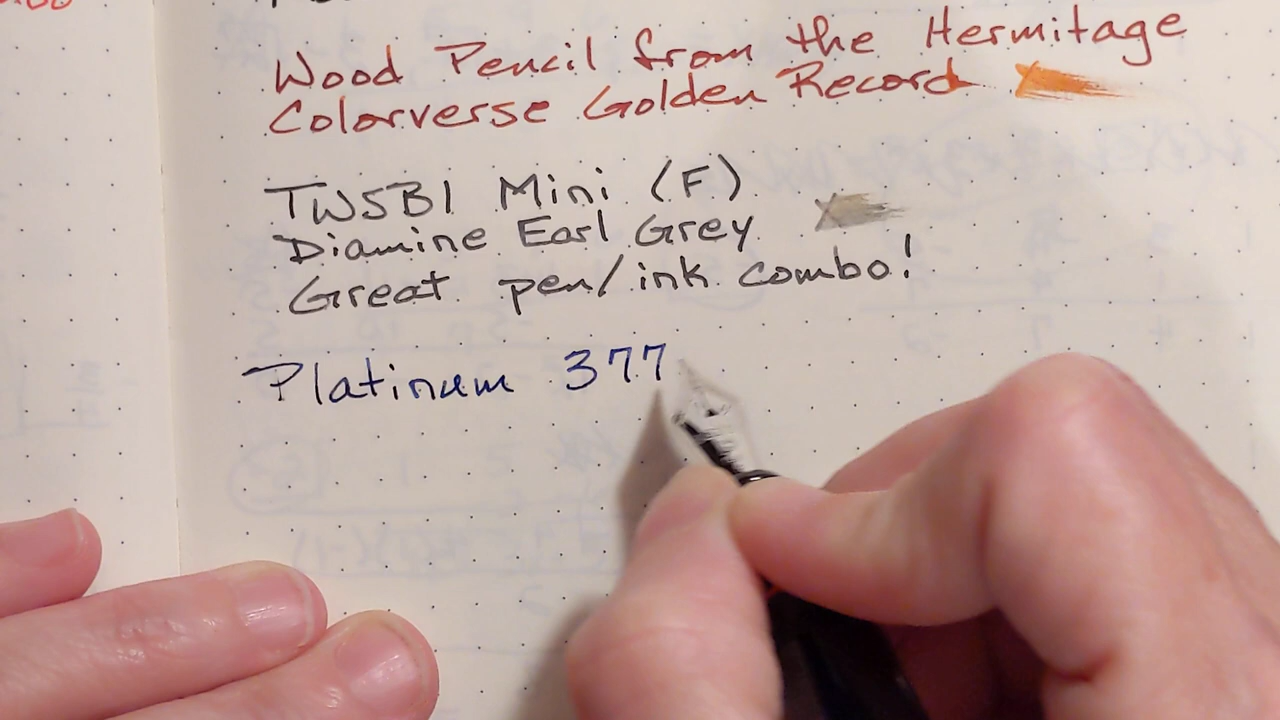 Wood Pencil from the Hermitage
Colorverse Golden Record
TWSBI Mini (F)
Diamine Earl Grey
Great pen/ink combo!
Platinum 377